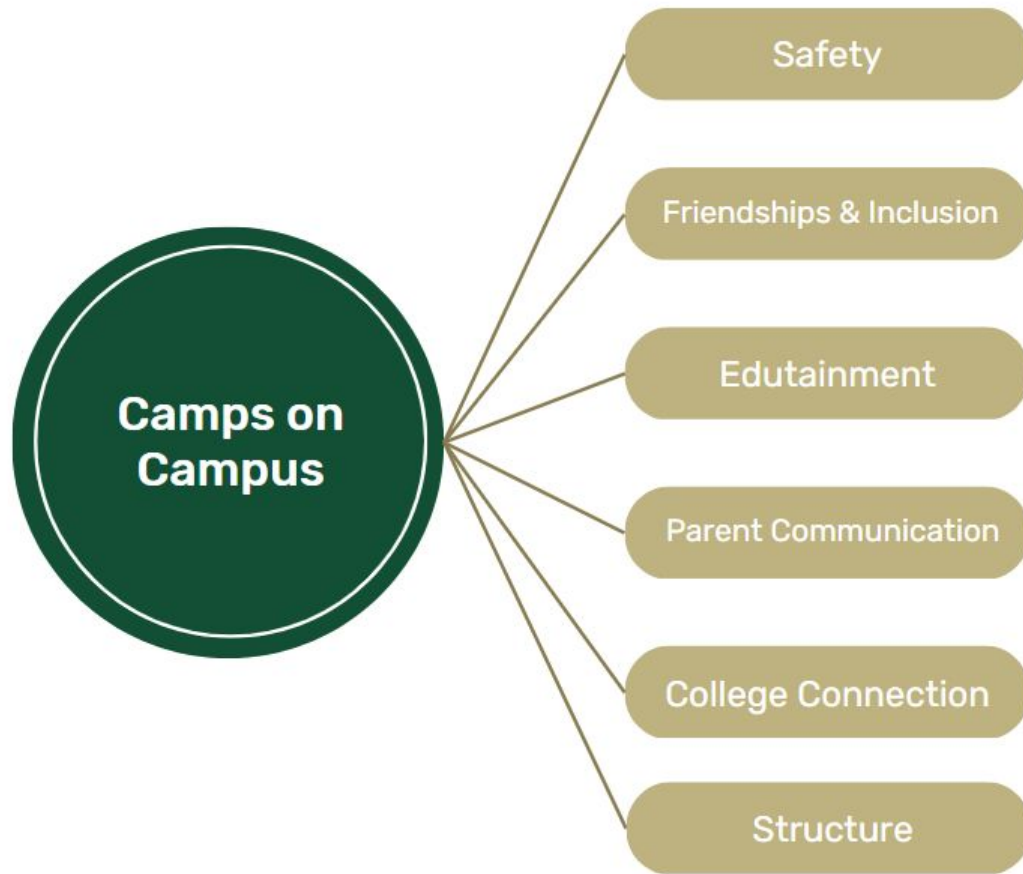 Camps on
Campus
Safety
Friendships & Inclusion
Edutainment
Parent Communication
College Connection
Structure